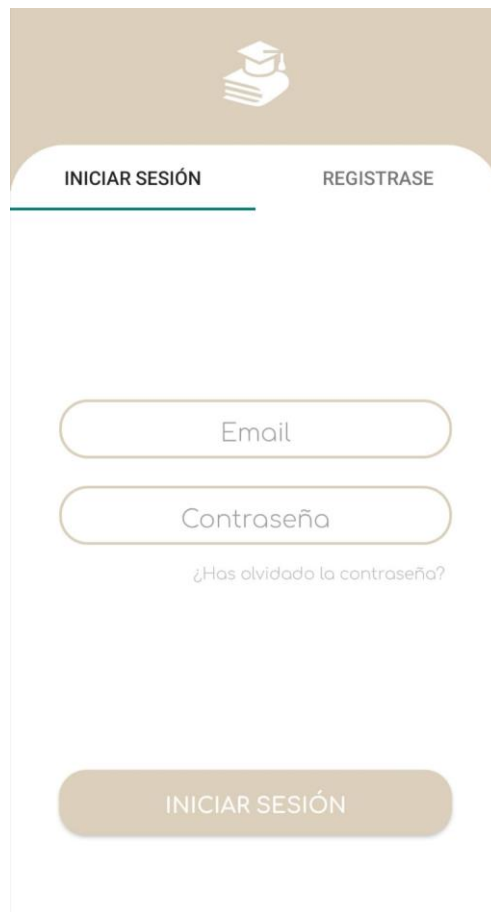 INICIAR SESIÓN
REGISTRASE
Email
Contraseña
¿Has olvidado la contraseña?
INICIAR SESIÓN